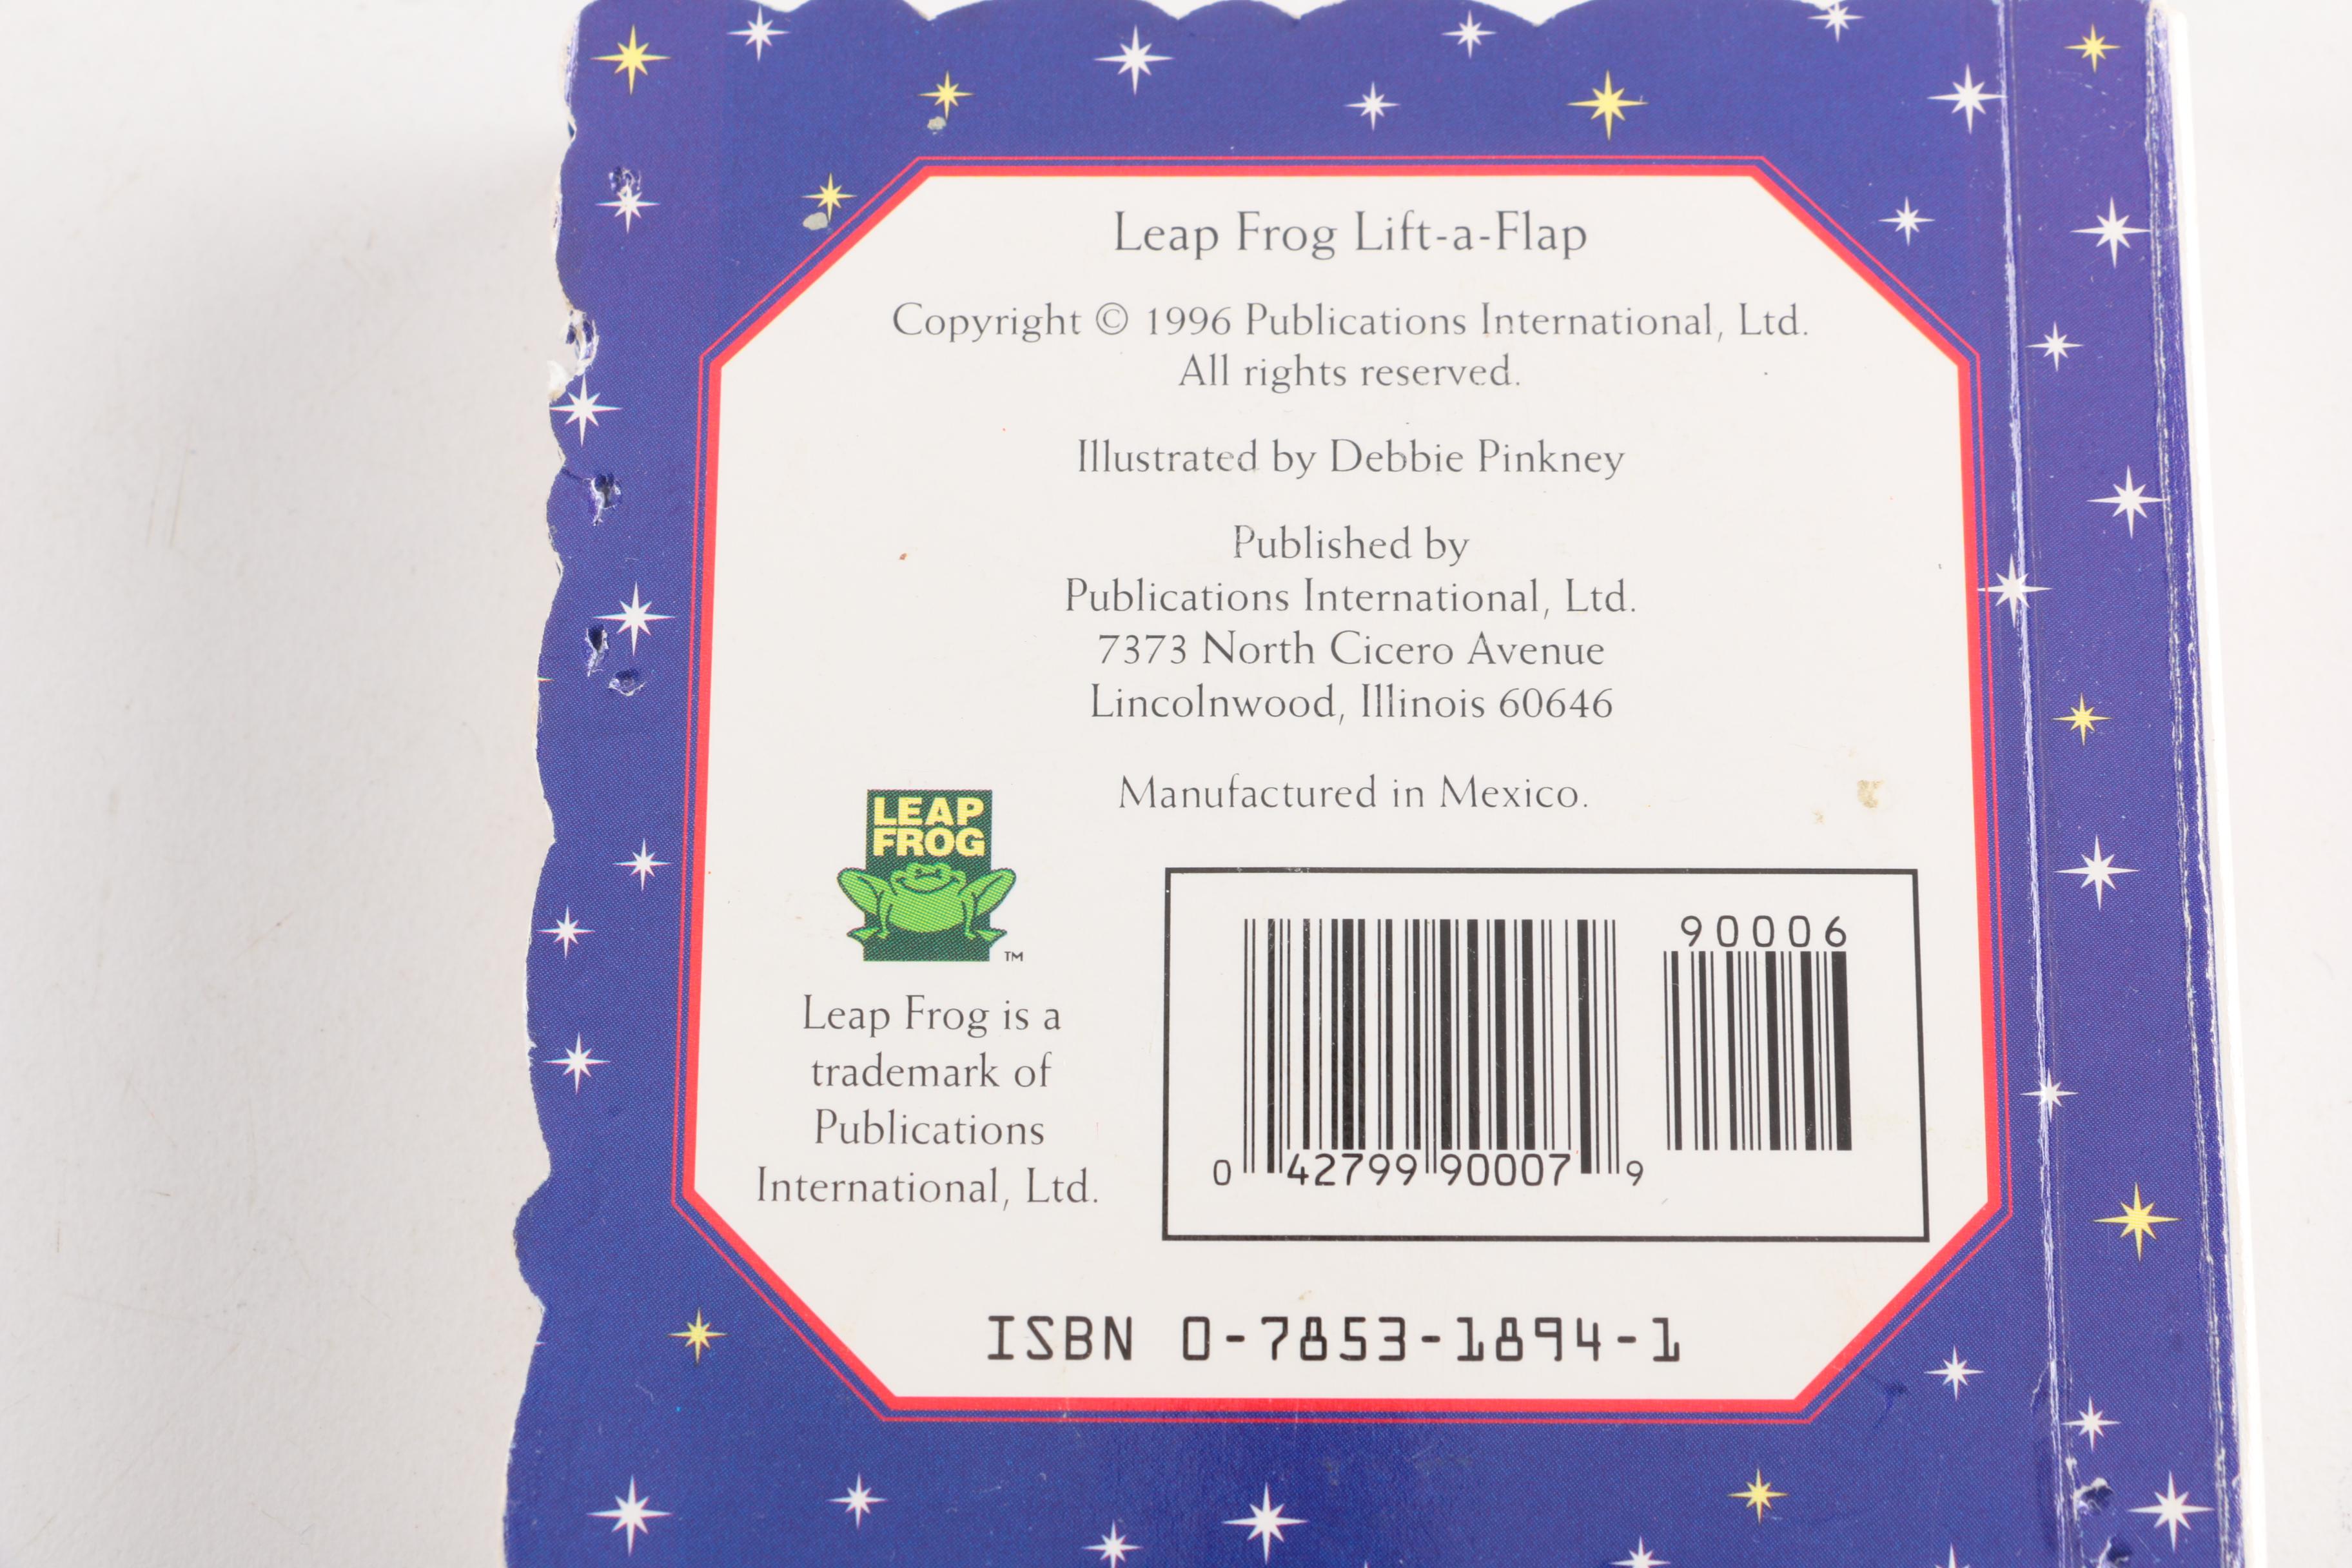 Leap Frog Lift-a-Flap
Copyright © 1996 Publications International, Ltd.
All rights reserved.
Illustrated by Debbie Pinkney
Published by
Publications International, Ltd.
7373 North Cicero Avenue
Lincolnwood, Illinois 60646
Manufactured in Mexico.
LEAP
FROG
TM
Leap Frog is a
trademark of
Publications
International, Ltd.
90006
0 42799 90007 9
ISBN 0-7853-1894-1